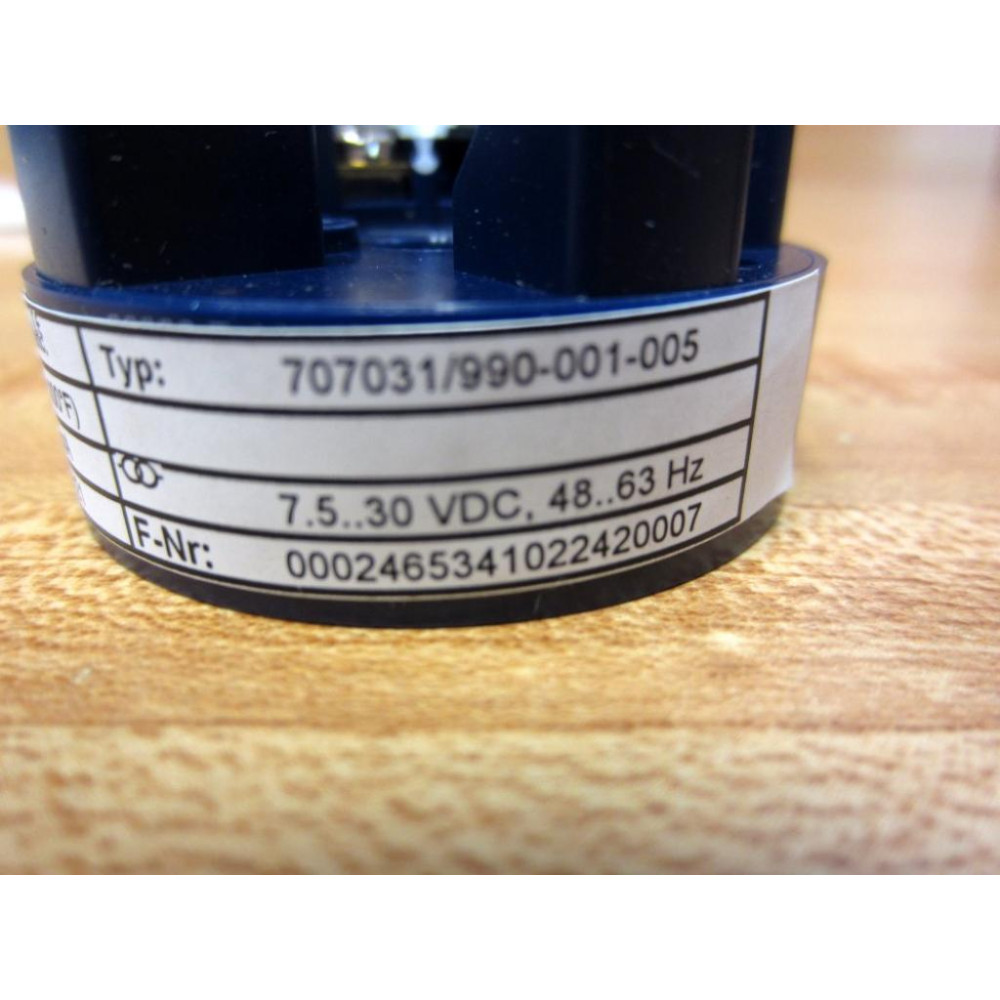 Typ: 707031/990-001-005
°F)
7.5..30 VDC, 48..63 Hz
F-Nr: 0002465341022420007